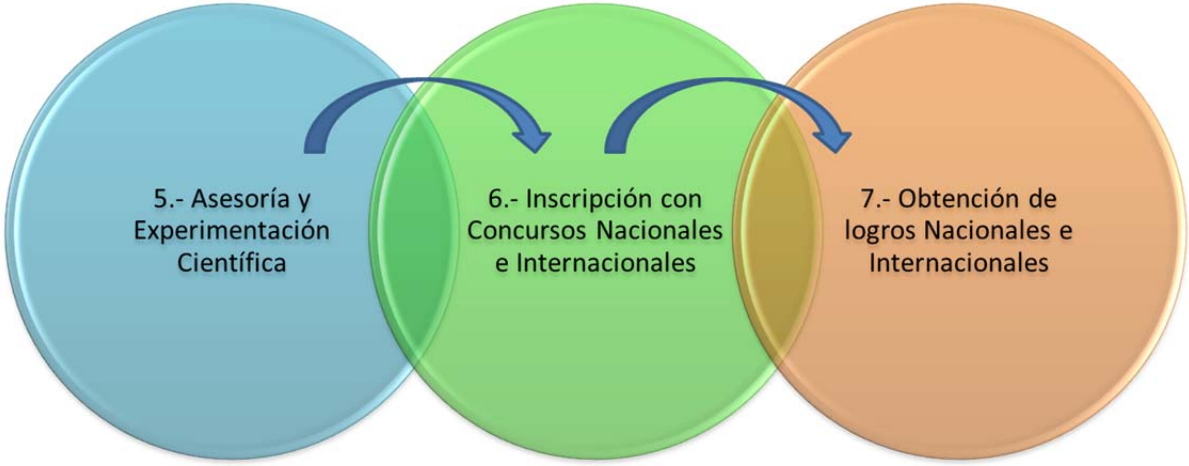 5.- Asesoría y
Experimentación
Científica
6.- Inscripción con
Concursos Nacionales
e Internacionales
7.- Obtención de
logros Nacionales e
Internacionales